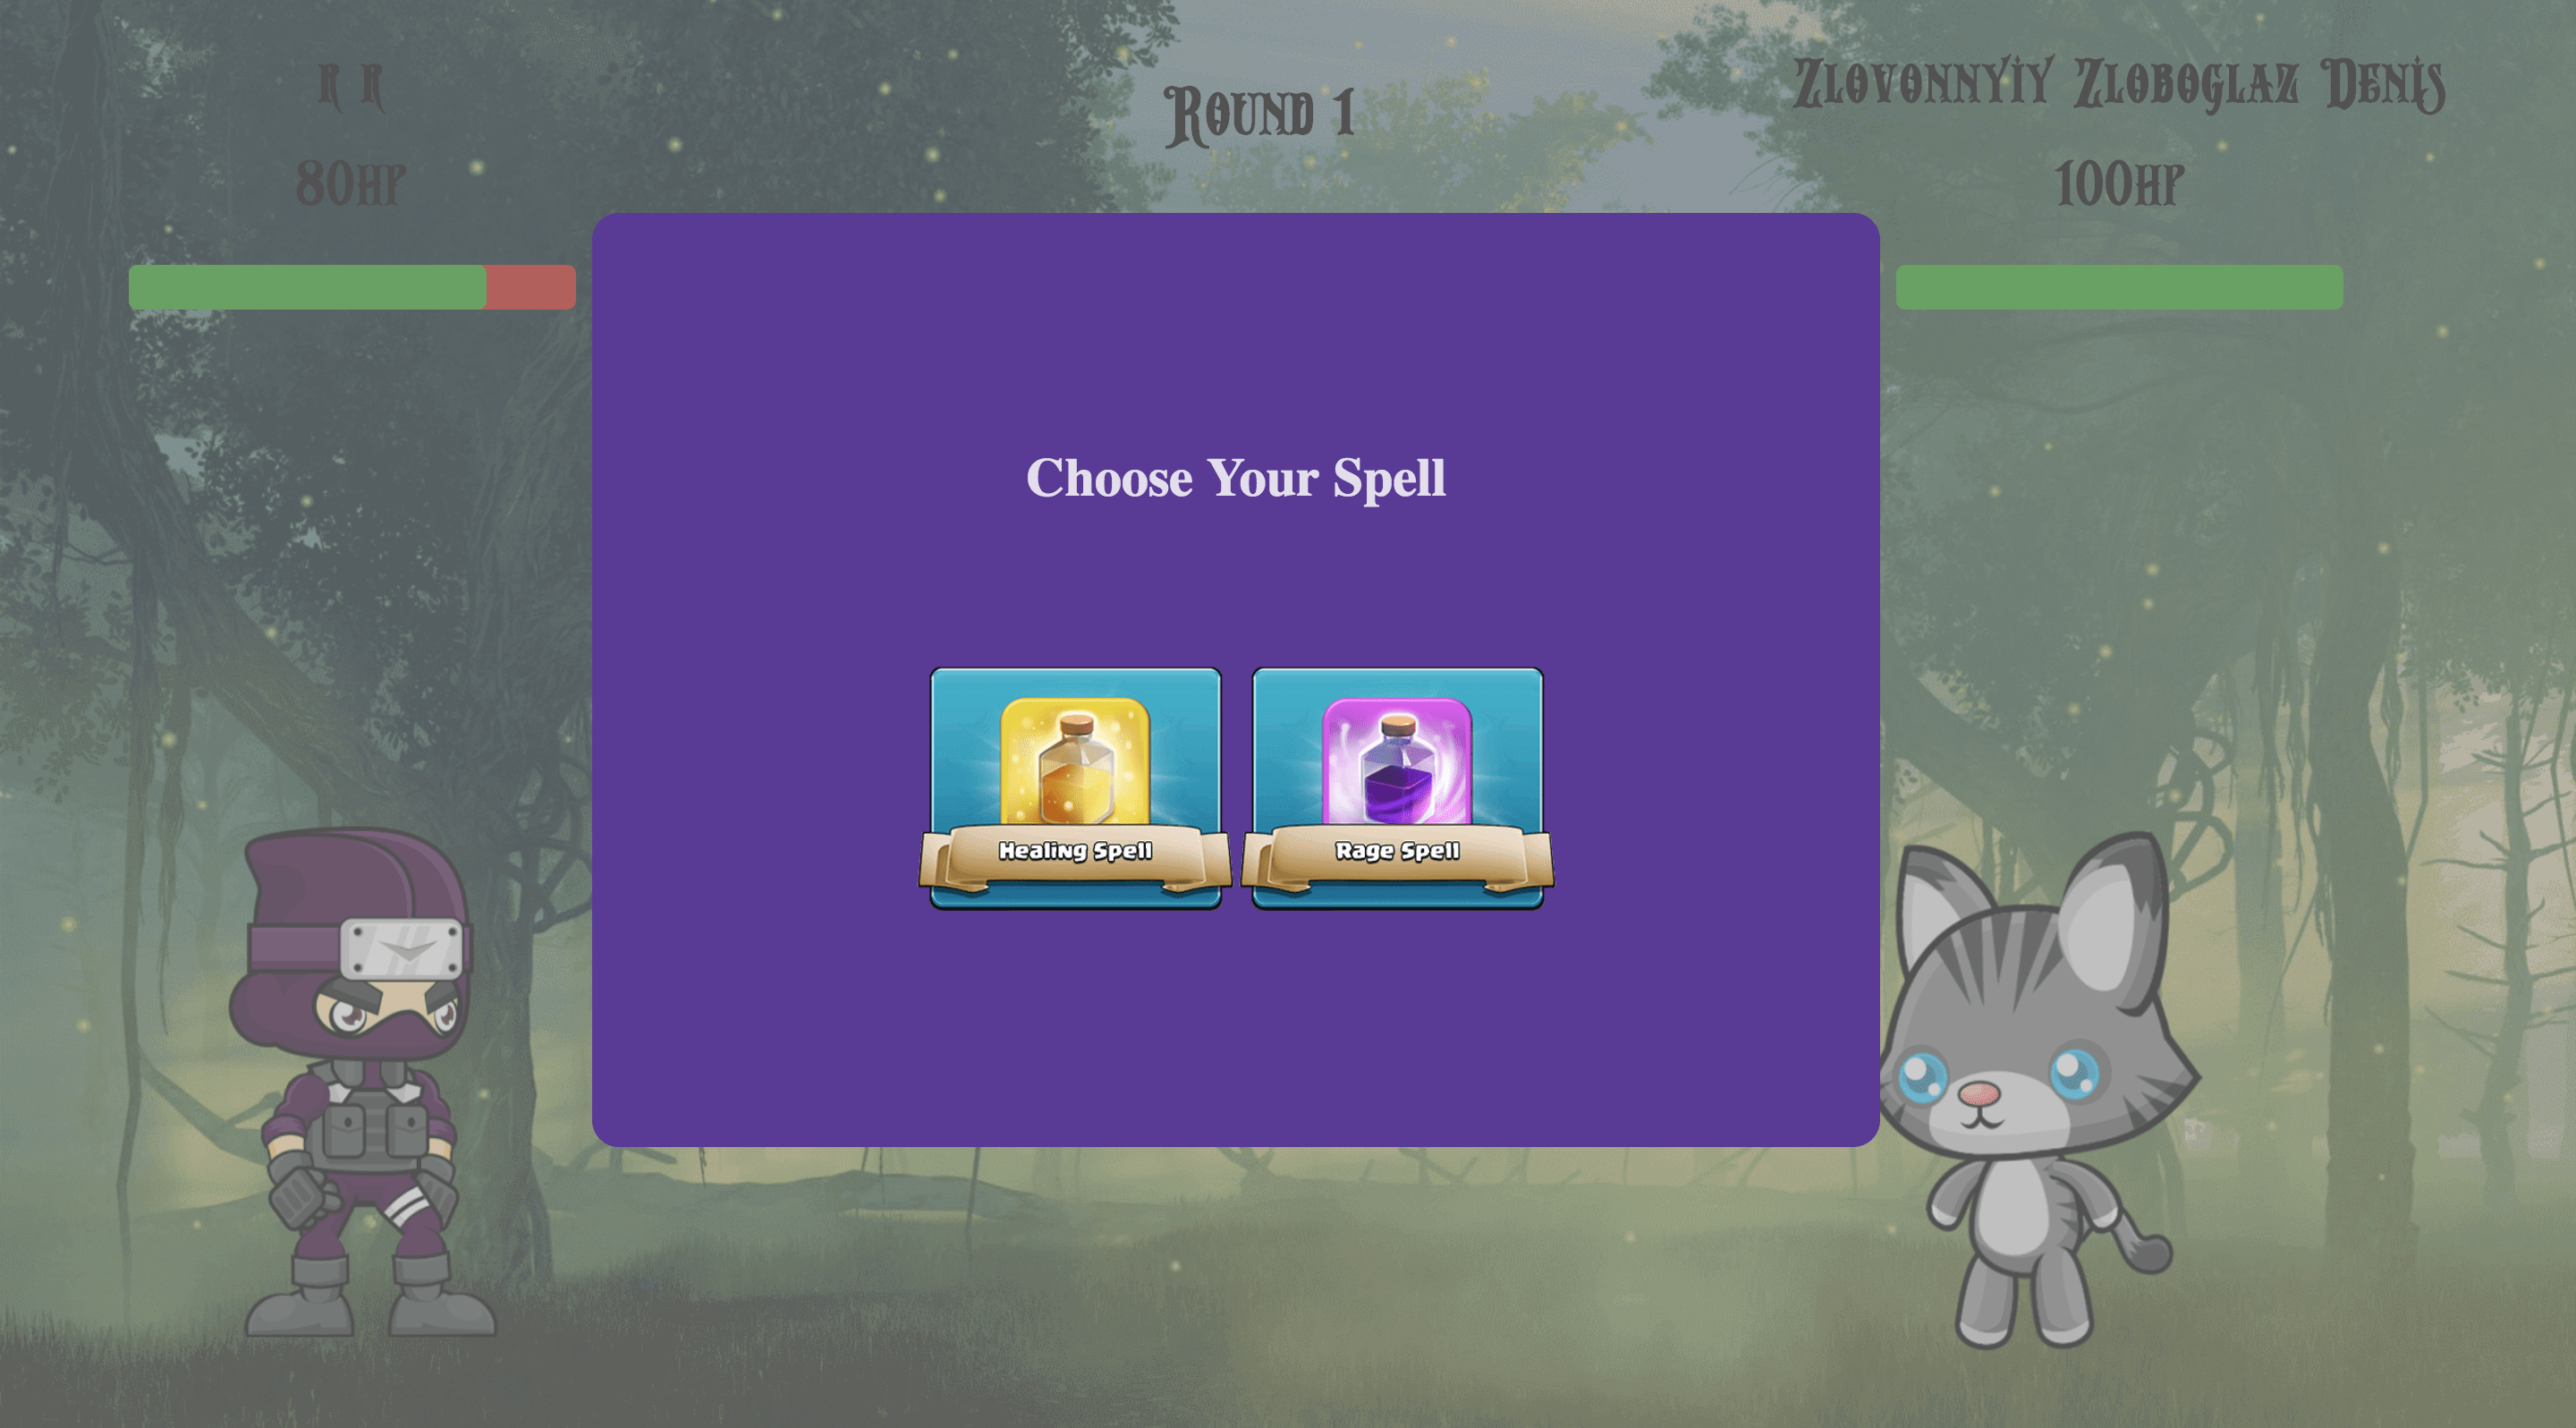 R R
80HP
Round 1
Zlovonnyiy Zloboglaz Denis
100HP
Choose Your Spell
Healing Spell
Rage Spell